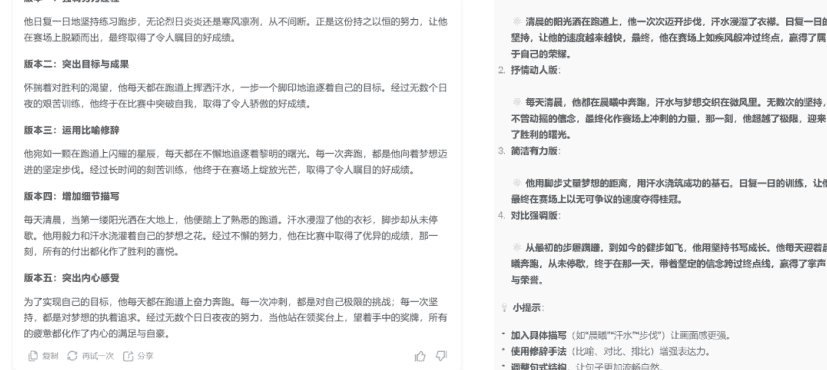 他日复一日地坚持练习跑步，无论烈日炎炎还是寒风凛冽，从不间断。正是这份持之以恒的努力，让他
在赛场上脱颖而出，最终取得了令人瞩目的好成绩。
版本二：突出目标与成果
怀揣着对胜利的渴望，他每天都在跑道上挥洒汗水，一步一个脚印地追逐着自己的目标。经过无数个日
夜的艰苦训练，他终于在比赛中突破自我，取得了令人骄傲的好成绩。
版本三：运用比喻修辞
他宛如一颗在跑道上闪耀的星辰，每天都在不懈地追逐着黎明的曙光。每一次奔跑，都是他向着梦想迈
进的坚定步伐。经过长时间的刻苦训练，他终于在赛场上绽放光芒，取得了令人瞩目的好成绩。
版本四：增加细节描写
每天清晨，当第一缕阳光洒在大地上，他便踏上了熟悉的跑道。汗水浸湿了他的衣衫，脚步却从未停
歇。他用毅力和汗水浇灌着自己的梦想之花。经过不懈的努力，他在比赛中取得了优异的成绩，那一
刻，所有的付出都化作了胜利的喜悦。
版本五：突出内心感受
为了实现自己的目标，他每天都在跑道上奋力奔跑。每一次冲刺，都是对自己极限的挑战；每一次坚
持，都是对梦想的执着追求。经过无数个日日夜夜的努力，当他站在领奖台上，望着手中的奖牌，所有
的疲惫都化作了内心的满足与自豪。
复制 再试一次 分享
清晨的阳光洒在跑道上，他一次次迈开步伐，汗水浸湿了衣襟。日复一日的
坚持，让他的速度越来越快，最终，他在赛场上如疾风般冲过终点，赢得了属
于自己的荣耀。
2. 抒情动人版：
每天清晨，他都在晨曦中奔跑，汗水与梦想交织在微风里。无数次的坚持，
不曾动摇的信念，最终化作赛场上冲刺的力量，那一刻，他超越了极限，迎来
了胜利的曙光。
3. 简洁有力版：
他用脚步丈量梦想的距离，用汗水浇筑成功的基石。日复一日的训练，让他
最终在赛场上以无可争议的速度夺得桂冠。
4. 对比强调版：
从最初的步履蹒跚，到如今的健步如飞，他用坚持书写成长。他每天迎着晨
曦奔跑，从未停歇，终于在那一天，带着坚定的信念跨过终点线，赢得了掌声
与荣誉。
小提示：
• 加入具体描写（如"晨曦""汗水""步伐"）让画面感更强。
• 使用修辞手法（比喻、对比、排比）增强表达力。
• 调整句式结构，让句子更加流畅自然。